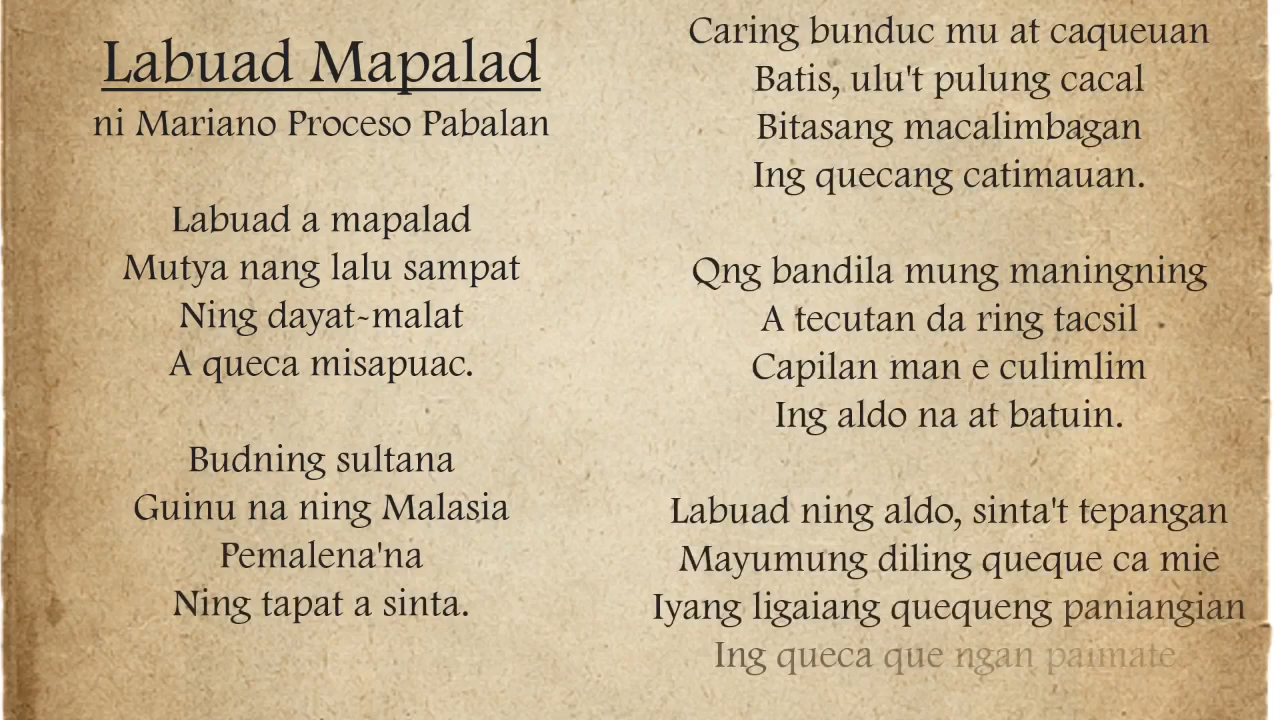 Labuad Mapalad
ni Mariano Proceso Pabalan
Labuad a mapalad
Mutya nang lalu sampat
Ning dayat-malat
A queca misapuac.
Budning sultana
Guinu na ning Malasia
Pemalena'na
Ning tapat a sinta.
Caring bunduc mu at caqueuan
Batis, ulu't pulung cacal
Bitasang macalimbagan
Ing quecang catimauan.
Qng bandila mung maningning
A tecutan da ring tacsil
Capilan man e culimlim
Ing aldo na at batuin.
Labuad ning aldo, sinta't tepangan
Mayumung diling queque ca mie
Iyang ligaiang quequeng paniangian
Ing queca que ngan paimate